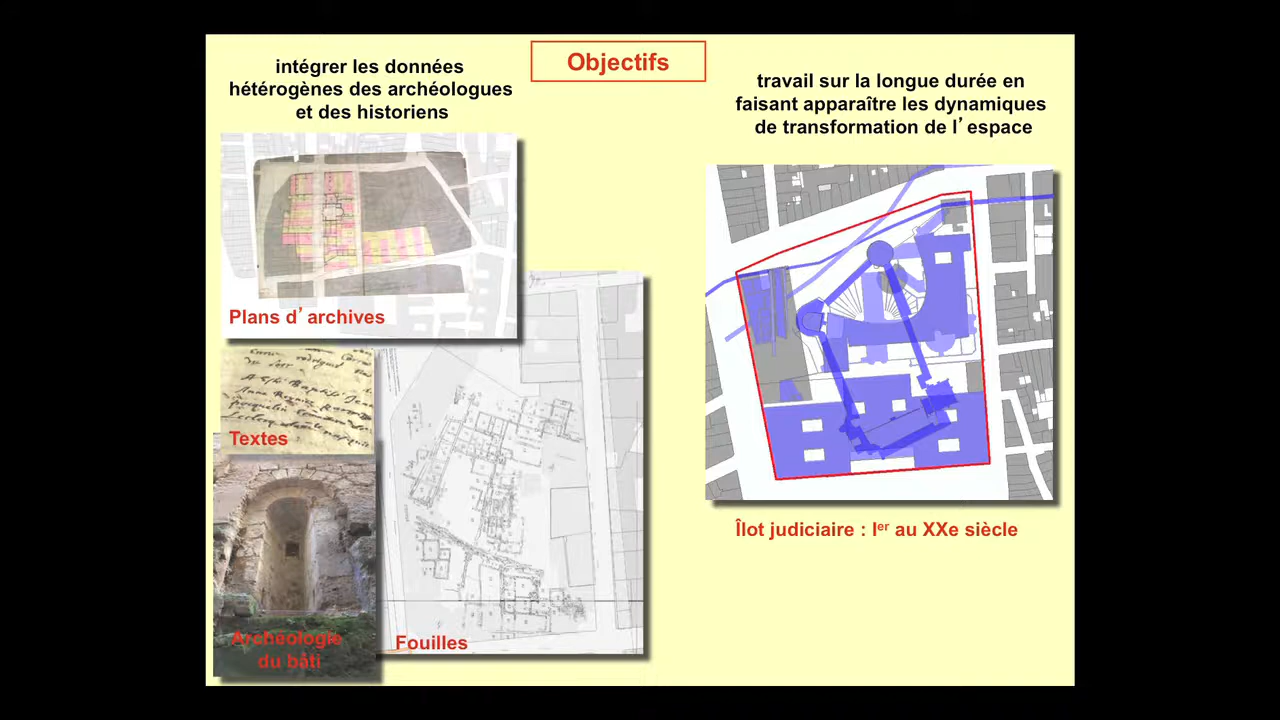 Objectifs
intégrer les données
hétérogènes des archéologues
et des historiens
Plans d’archives
Textes
Archéologie
du bâti
Fouilles
travail sur la longue durée en
faisant apparaître les dynamiques
de transformation de l’espace
Îlot judiciaire : Ier au XXe siècle